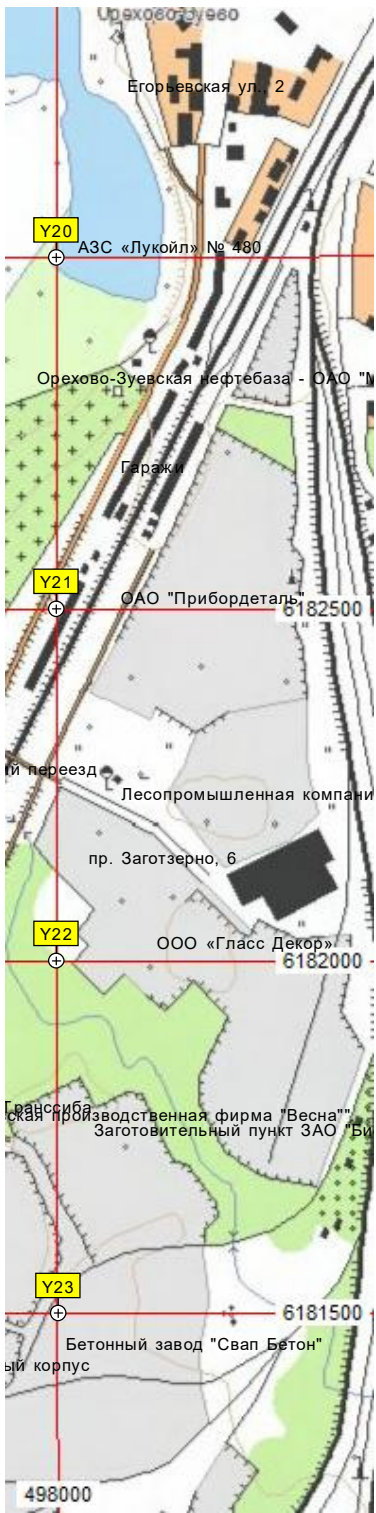 Орехово-Зуево
Егорьевская ул., 2
Y20
АЗС «Лукойл» № 480
Орехово-Зуевская нефтебаза - ОАО "М
Гаражи
Y21
ОАО "Прибордеталь"
6182500
ий переезд
Лесопромышленная компани
пр. Заготзерно, 6
Y22
ООО «Гласс Декор»
6182000
Транссиба
ская производственная фирма "Весна""
Заготовительный пункт ЗАО "Би
Y23
6181500
Бетонный завод "Свап Бетон"
ый корпус
498000